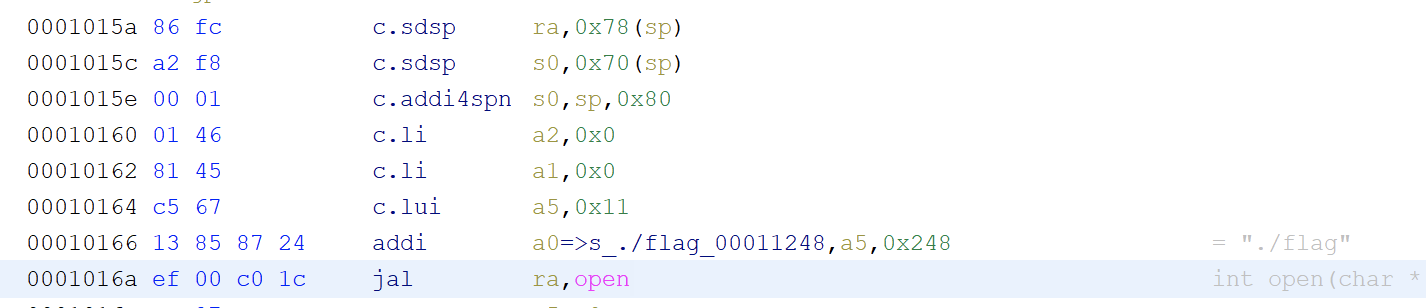 0001015a 86 fc c.sdsp ra,0x78(sp)
0001015c a2 f8 c.sdsp s0,0x70(sp)
0001015e 00 01 c.addi4spn s0,sp,0x80
00010160 01 46 c.li a2,0x0
00010162 81 45 c.li a1,0x0
00010164 c5 67 c.lui a5,0x11
00010166 13 85 87 24 addi a0=>s_./flag_00011248,a5,0x248 = "./flag"
0001016a ef 00 c0 1c jal ra,open int open(char *